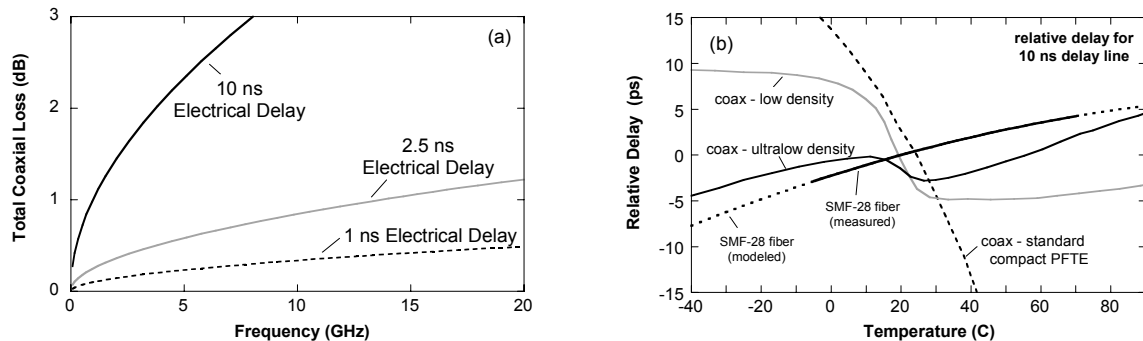 (a)
3
2
1
0
Total Coaxial Loss (dB)
10 ns
Electrical Delay
2.5 ns
Electrical Delay
1 ns Electrical Delay
0
5
10
15
20
Frequency (GHz)
(b)
relative delay for
10 ns delay line
15
10
5
0
-5
-10
-15
Relative Delay (ps)
coax - low density
coax - ultralow density
SMF-28 fiber
(measured)
SMF-28 fiber
(modeled)
coax - standard
compact PFTE
-40
-20
0
20
40
60
80
Temperature (C)